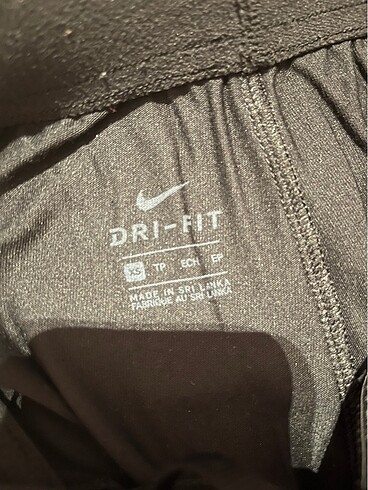 DRI-FIT
XS TP ECH EP
MADE IN SRI LANKA
FABRIQUE AU SRI LANKA